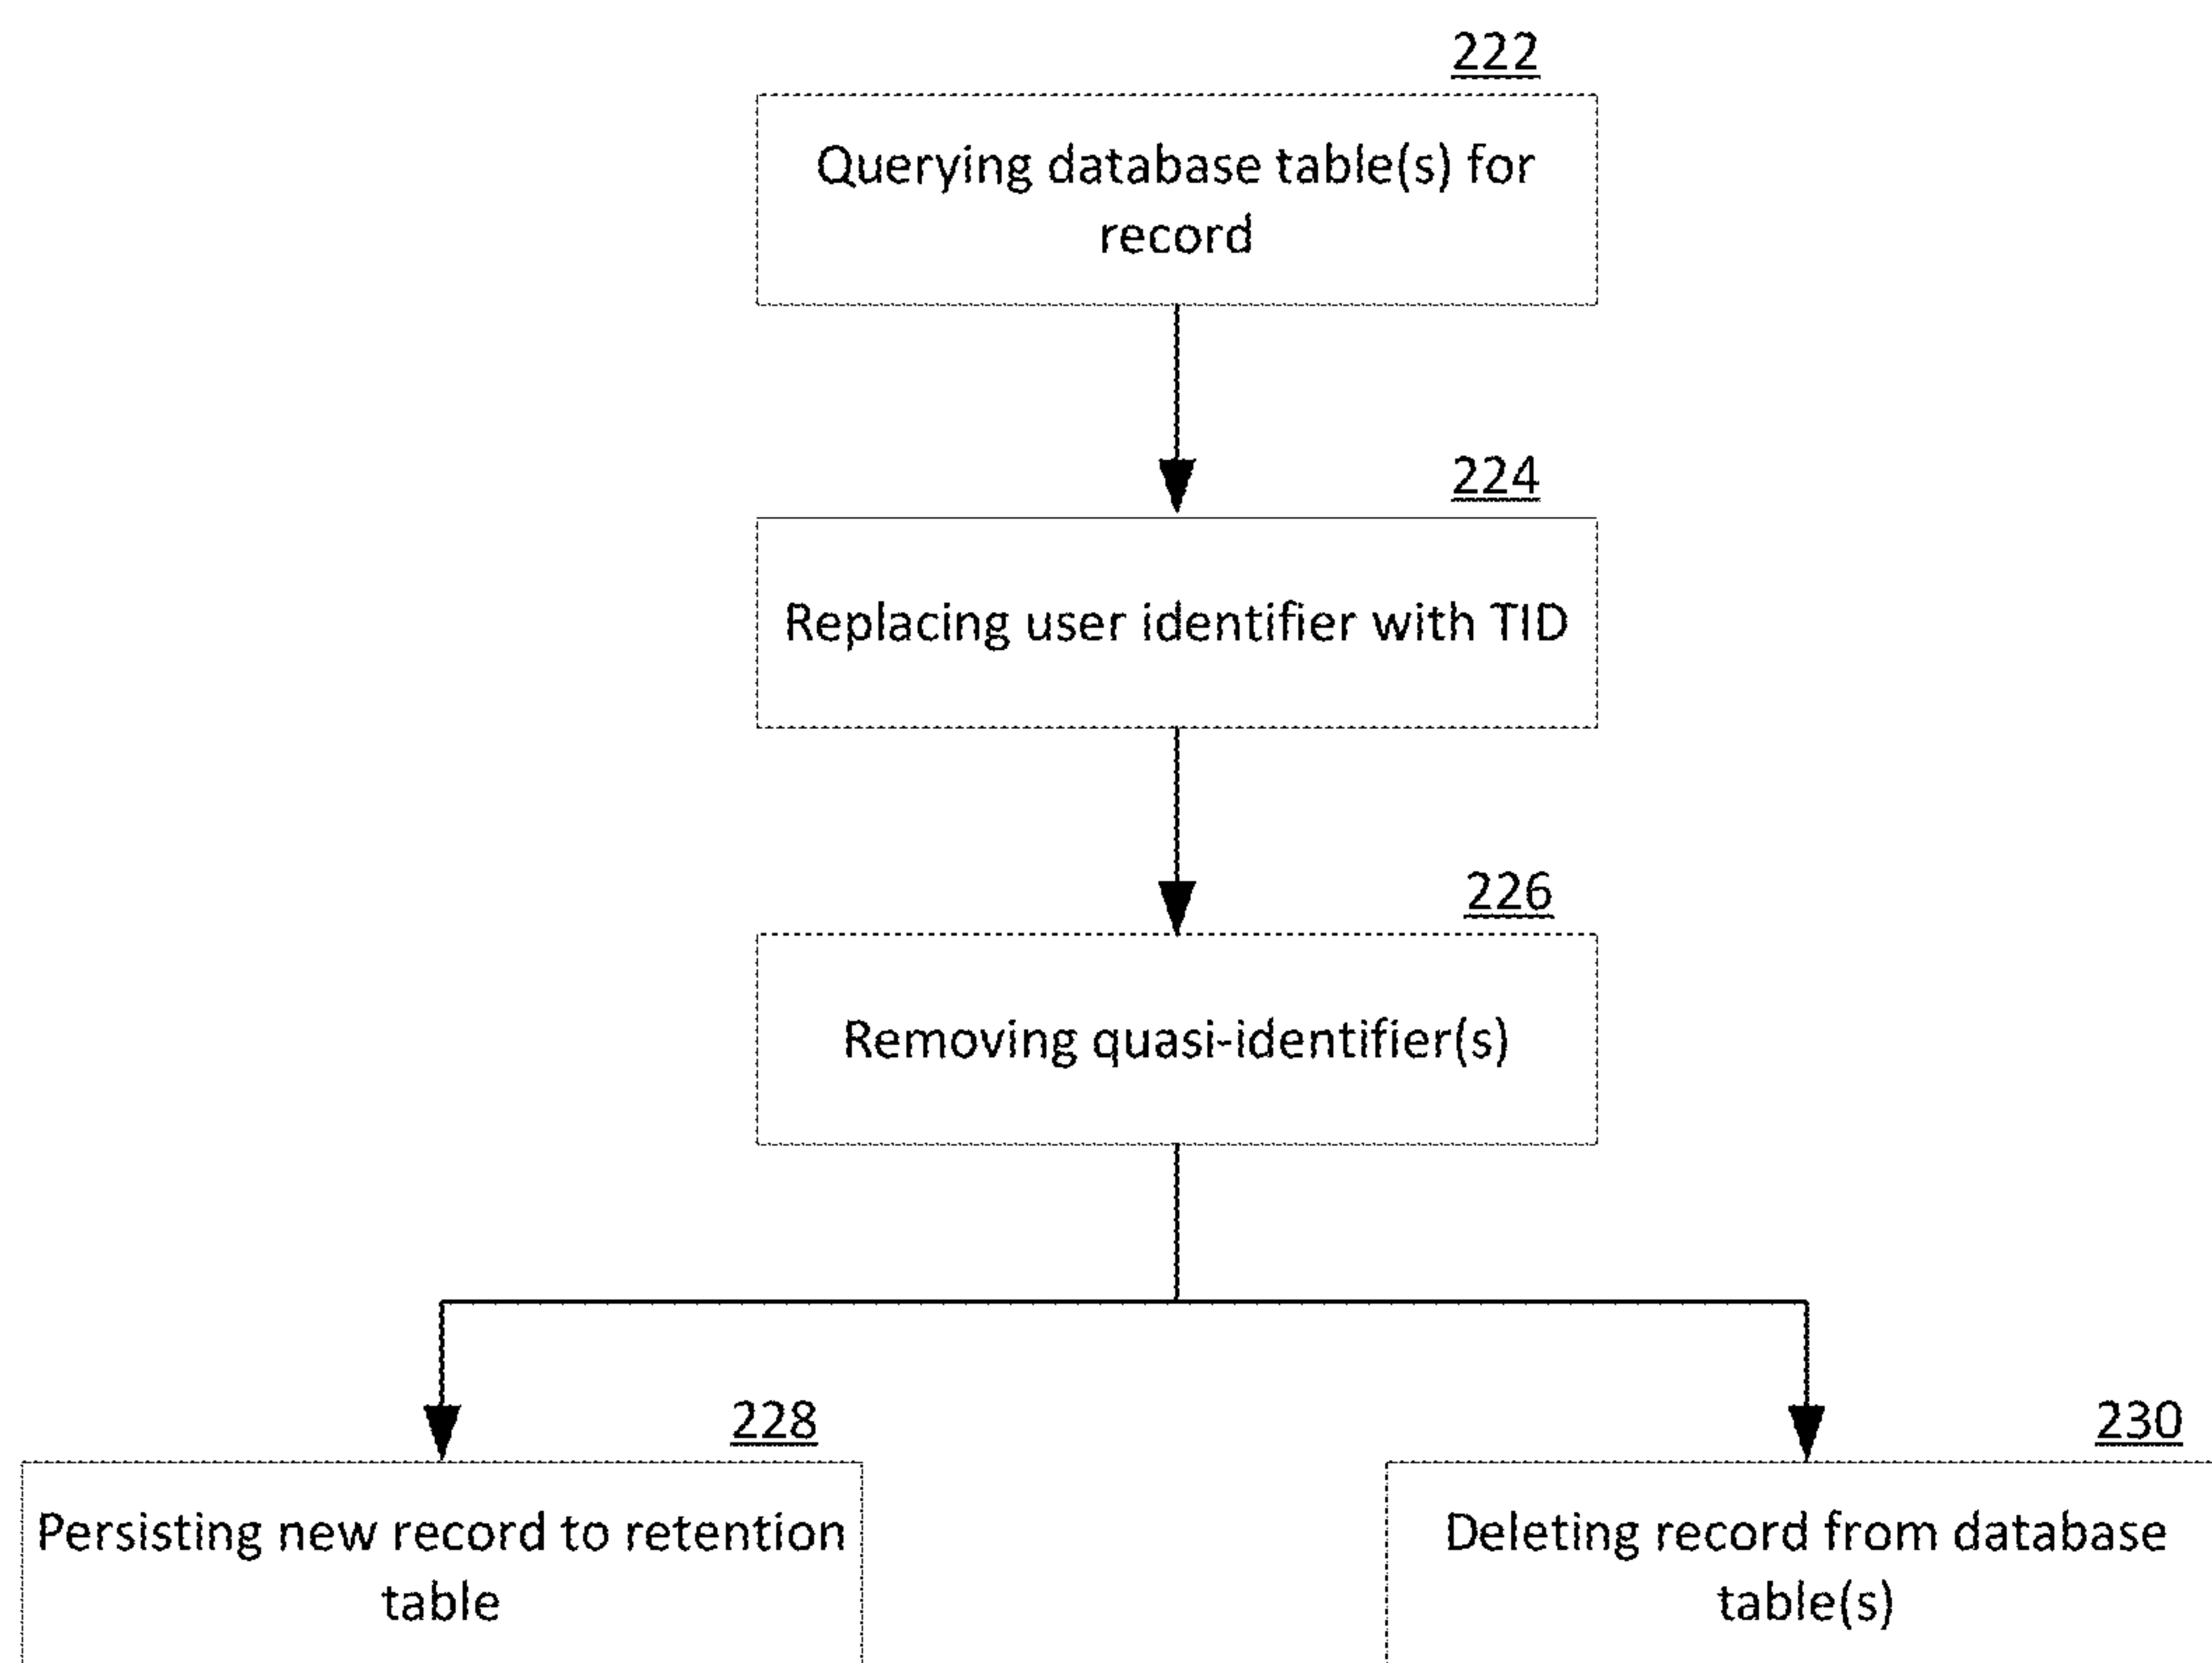 222
Querying database table(s) for
record
224
Replacing user identifier with TID
226
Removing quasi-identifier(s)
228
Persisting new record to retention
table
230
Deleting record from database
table(s)